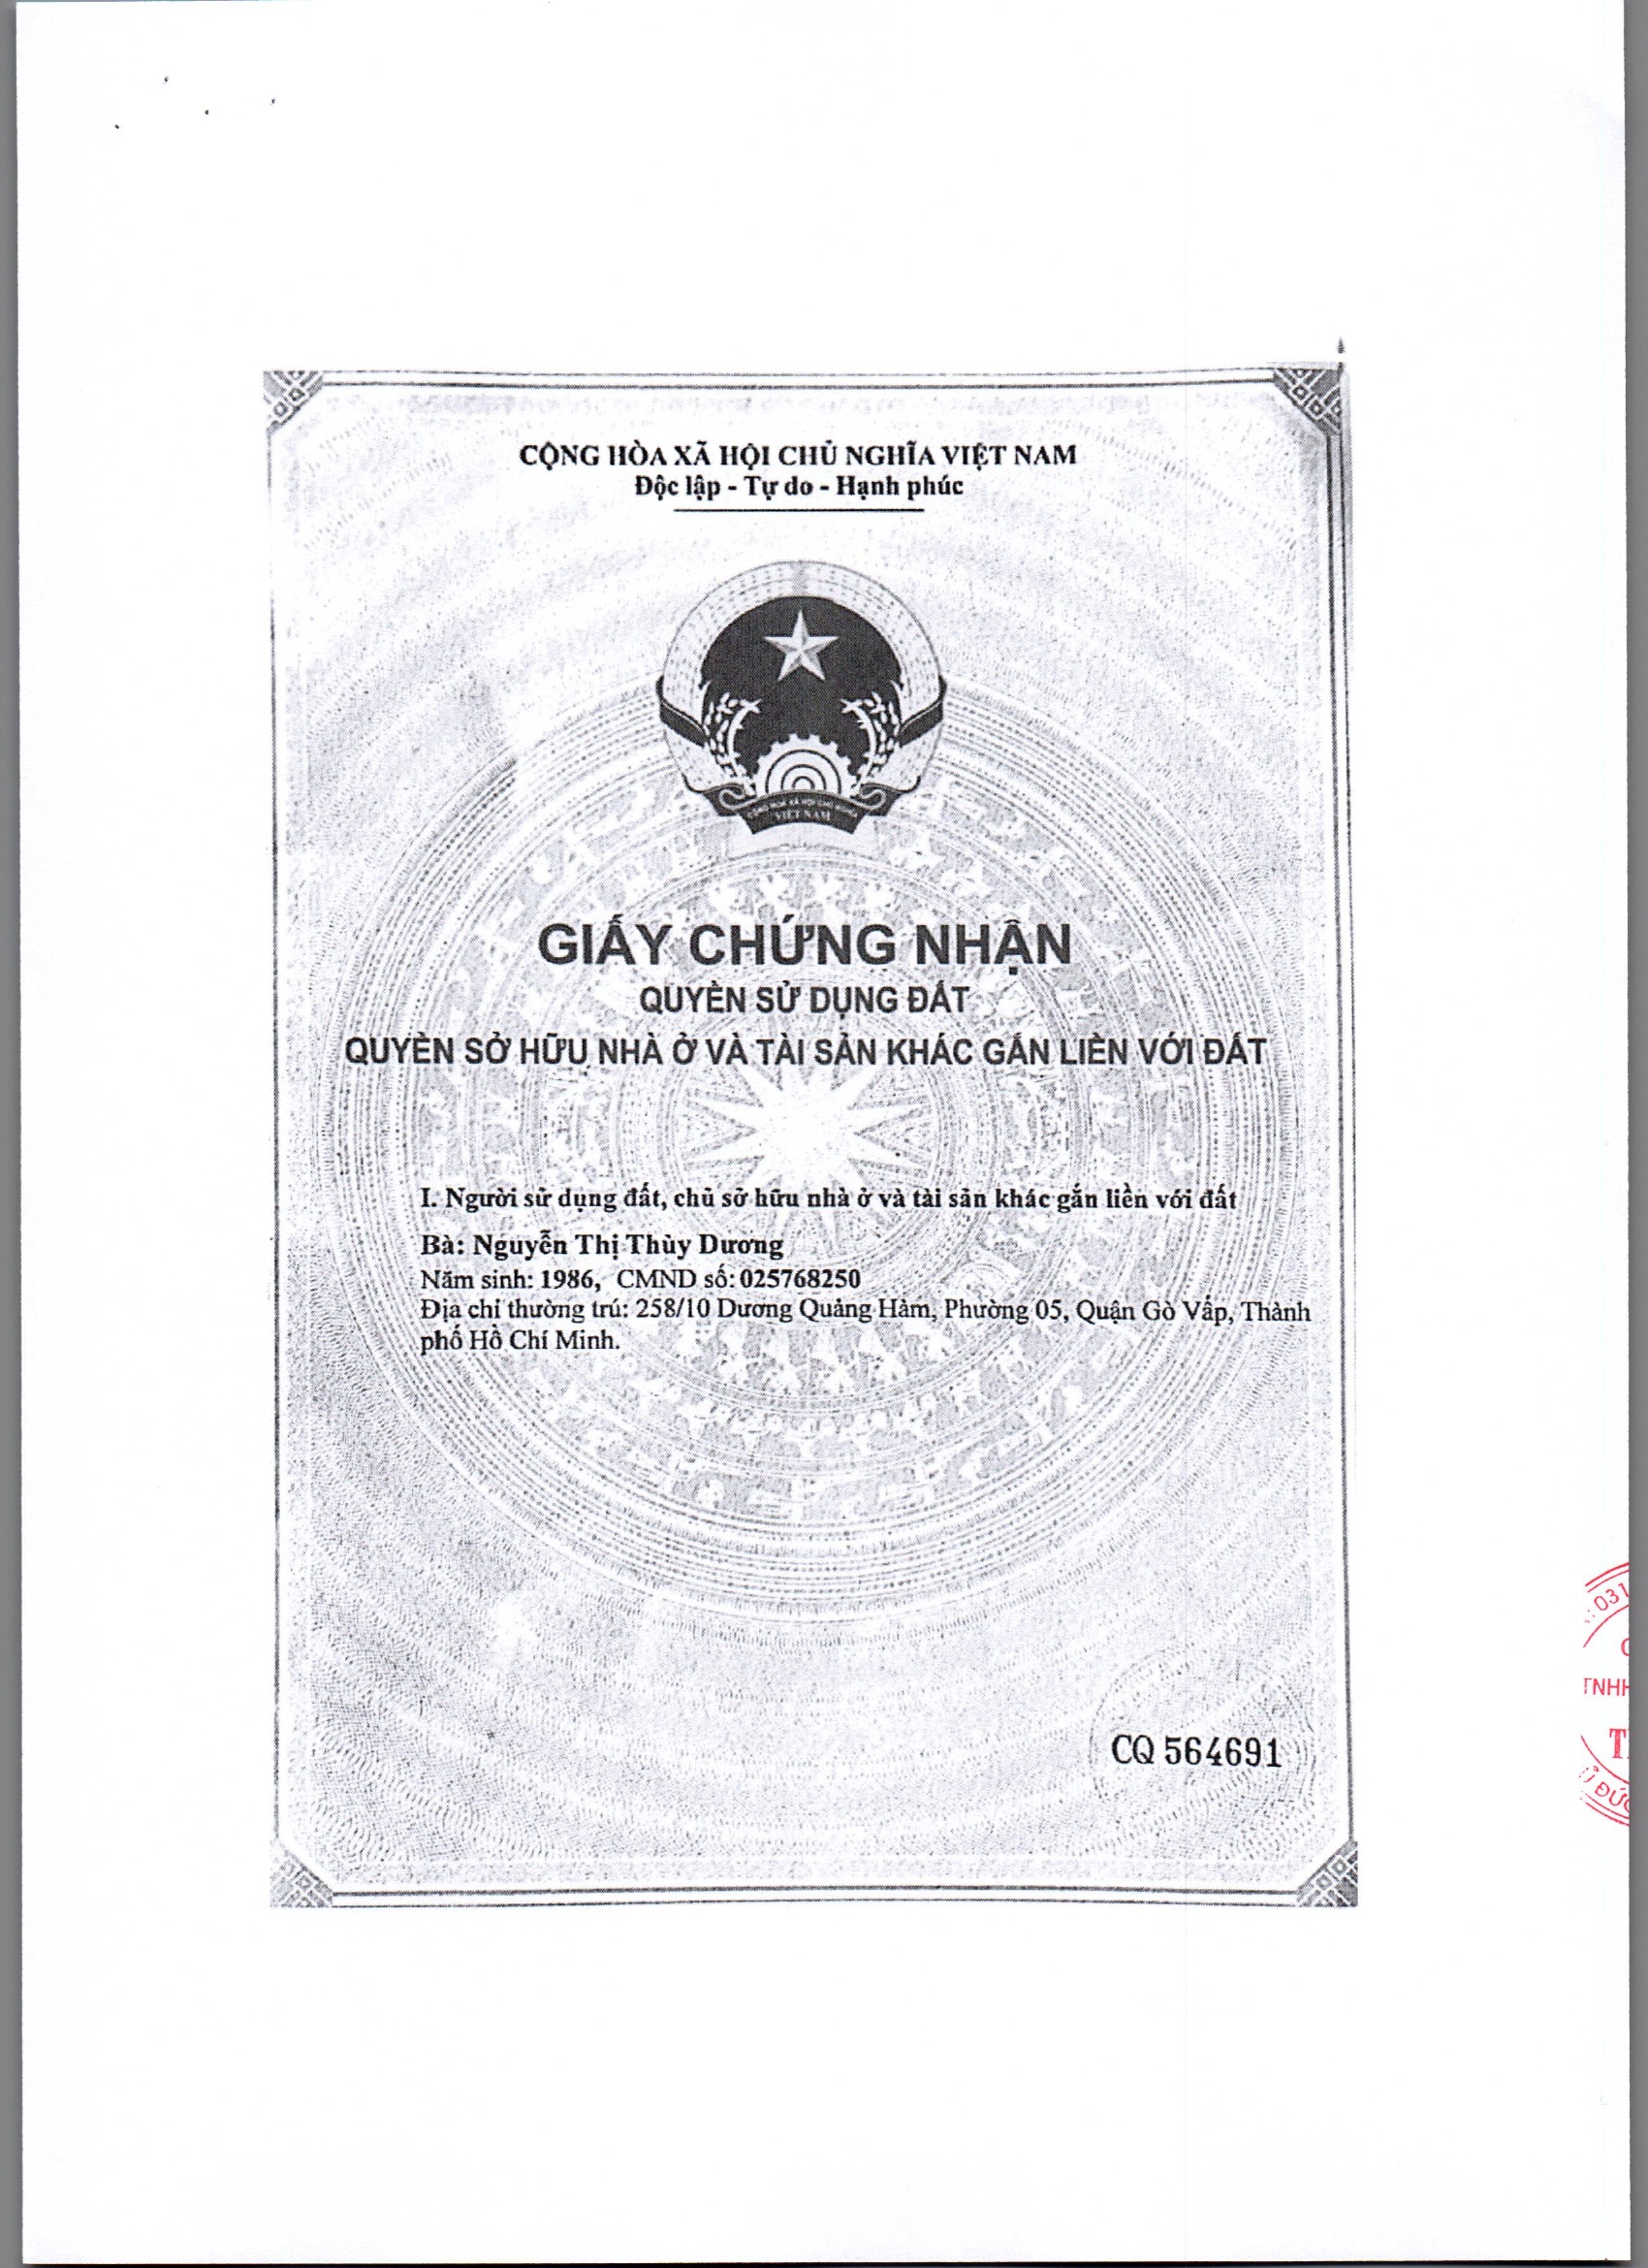 CỘNG HÒA XÃ HỘI CHỦ NGHĨA VIỆT NAM
Độc lập - Tự do - Hạnh phúc
CỘNG HÒA XÃ HỘI CHỦ NGHĨA
VIỆT NAM
GIẤY CHỨNG NHẬN
QUYỀN SỬ DỤNG ĐẤT
QUYỀN SỞ HỮU NHÀ Ở VÀ TÀI SẢN KHÁC GẮN LIỀN VỚI ĐẤT
I. Người sử dụng đất, chủ sở hữu nhà ở và tài sản khác gắn liền với đất
Bà: Nguyễn Thị Thùy Dương
Năm sinh: 1986, CMND số: 025768250
Địa chỉ thường trú: 258/10 Dương Quảng Hàm, Phường 05, Quận Gò Vấp, Thành
phố Hồ Chí Minh.
CQ 564691
031
TNHH